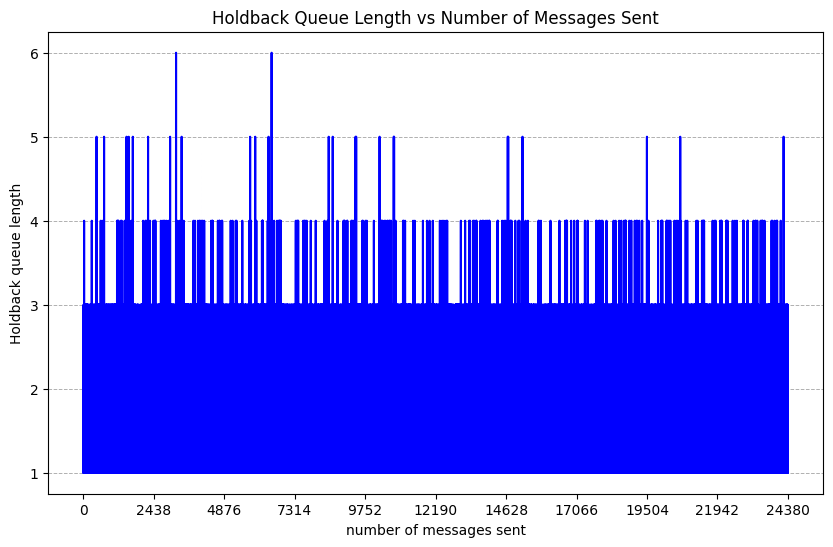 Holdback Queue Length vs Number of Messages Sent
Holdback queue length
6
5
4
3
2
1
0 2438 4876 7314 9752 12190 14628 17066 19504 21942 24380
number of messages sent